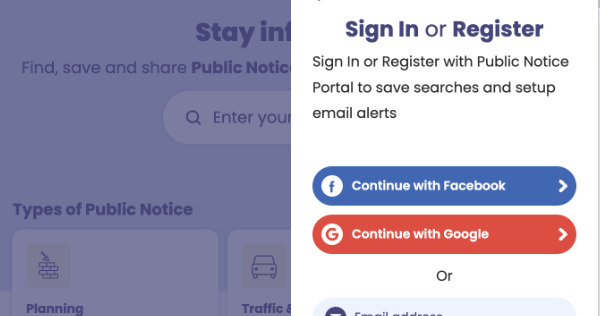 Stay inf
Find, save and share Public Notice
Enter your
Types of Public Notice
Planning
Traffic &
Sign In or Register
Sign In or Register with Public Notice
Portal to save searches and setup
email alerts
Continue with Facebook
Continue with Google
Or
Email address